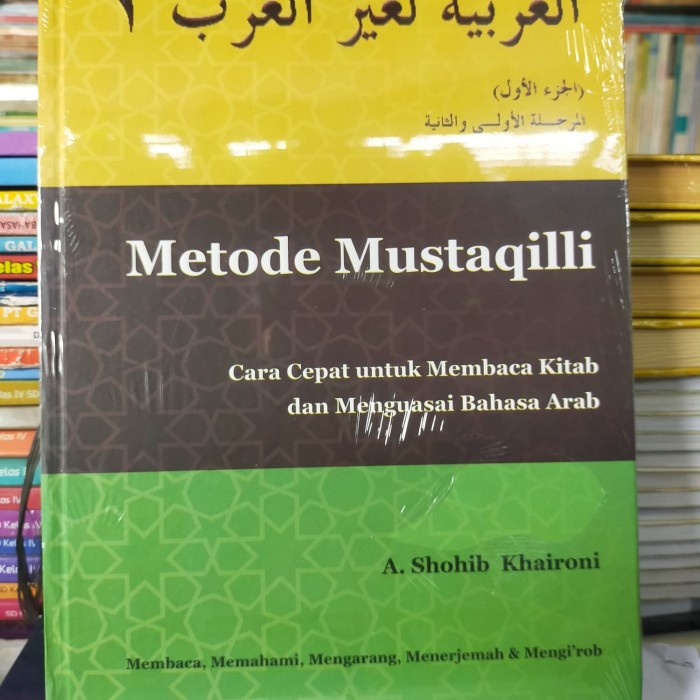 العربية لغير العرب ١
(الجزء الأول)
المرحلة الأولى والثانية
Metode Mustaqilli
Cara Cepat untuk Membaca Kitab
dan Menguasai Bahasa Arab
A. Shohib Khaironi
Membaca, Memahami, Mengarang, Menerjemah & Mengi'rob